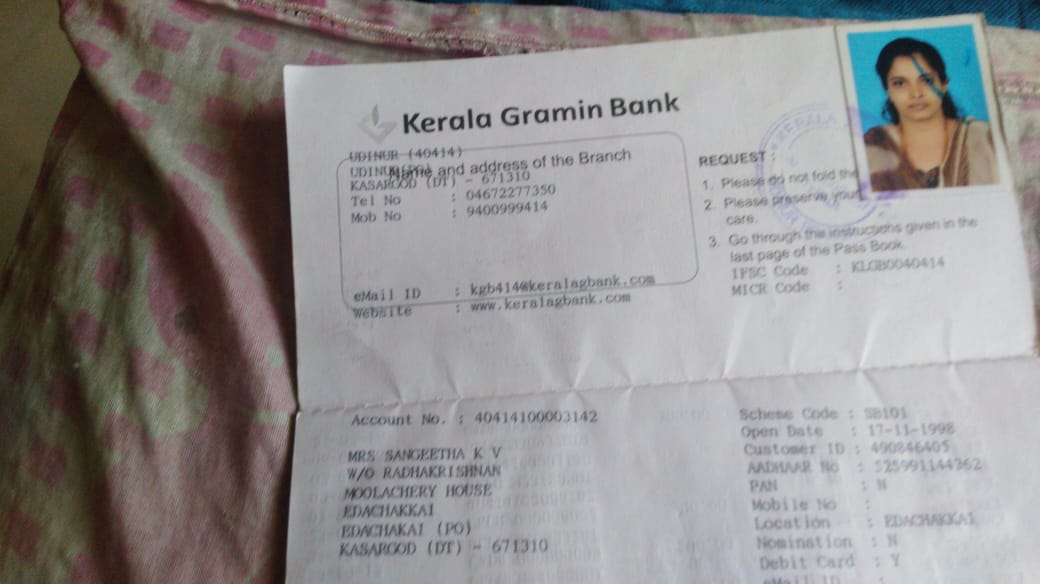 Kerala Gramin Bank
UDINUR (40414)
Name and address of the Branch
UDINUR
KASARGOD (DT) - 671310
Tel No : 04672277350
Mob No : 9400999414
eMail ID : kgb414@keralagbank.com
Website : www.keralagbank.com
KERALA
REQUEST :
1. Please do not fold the
2. Please preserve your
care.
3. Go through the instructions given in the
last page of the Pass Book.
IFSC Code : KLGB0040414
MICR Code :
Account No. : 40414100003142
MRS SANGEETHA K V
W/O RADHAKRISHNAN
MOOLACHERY HOUSE
EDACHAKKAI
EDACHAKAI (PO)
KASARGOD (DT) - 671310
Scheme Code : SB101
Open Date : 17-11-1998
Customer ID : 490846405
AADHAAR No : 525991144362
PAN : N
Mobile No :
Location : EDACHAKKAI
Nomination : N
Debit Card : Y
eMail ID